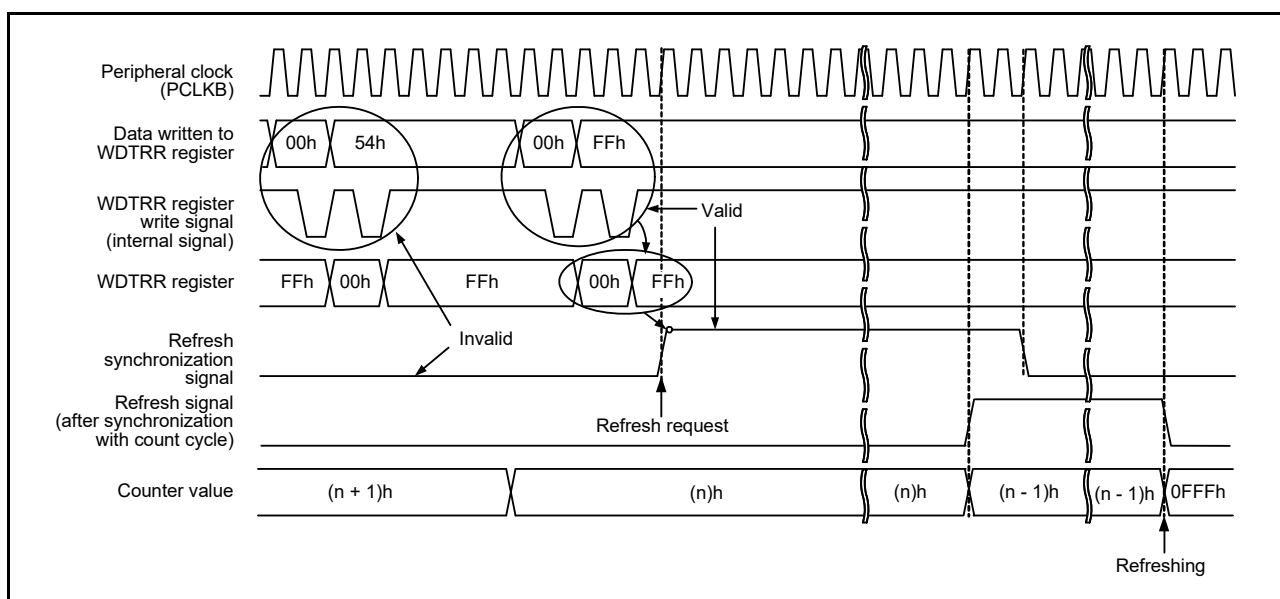 Peripheral clock
(PCLKB)
Data written to
WDTRR register
00h
54h
00h
FFh
WDTRR register
write signal
(internal signal)
Valid
WDTRR register
FFh
00h
FFh
00h
FFh
Invalid
Refresh
synchronization
signal
Refresh request
Refresh signal
(after synchronization
with count cycle)
Counter value
(n + 1)h
(n)h
(n)h
(n - 1)h
(n - 1)h
0FFFh
Refreshing